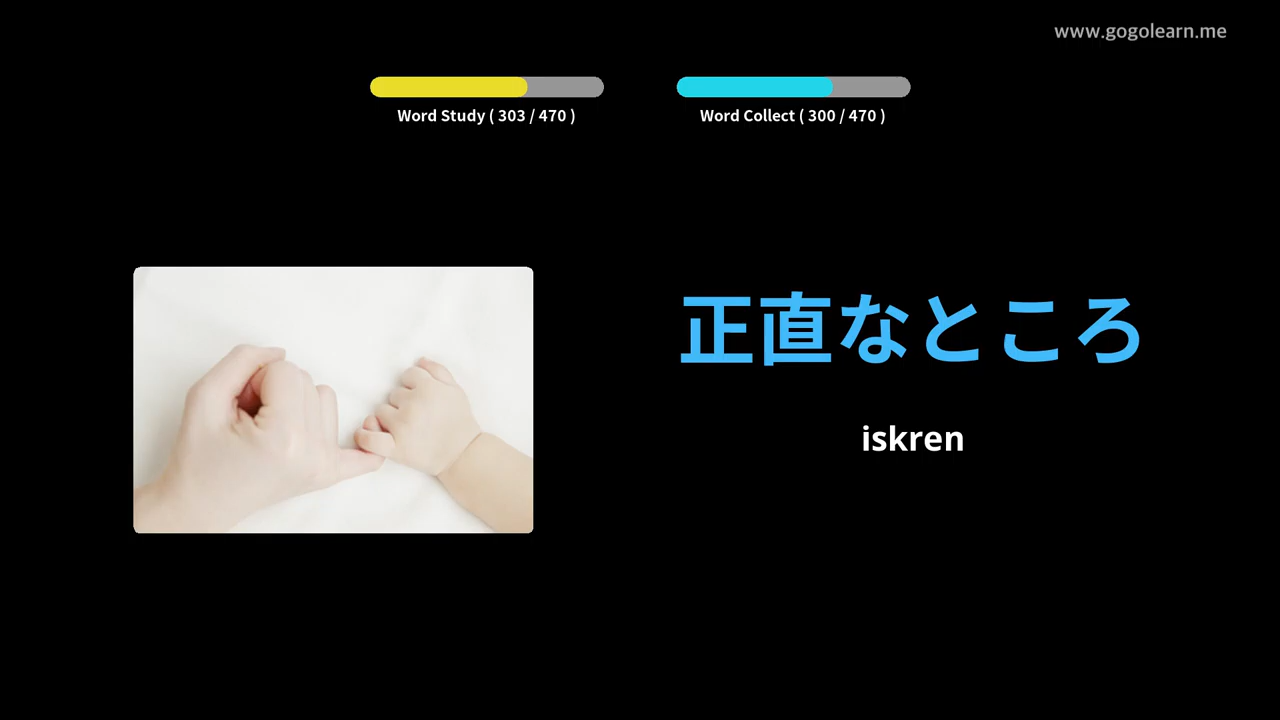 www.gogolearn.me
Word Study ( 303 / 470 )
Word Collect ( 300 / 470 )
正直なところ
iskren